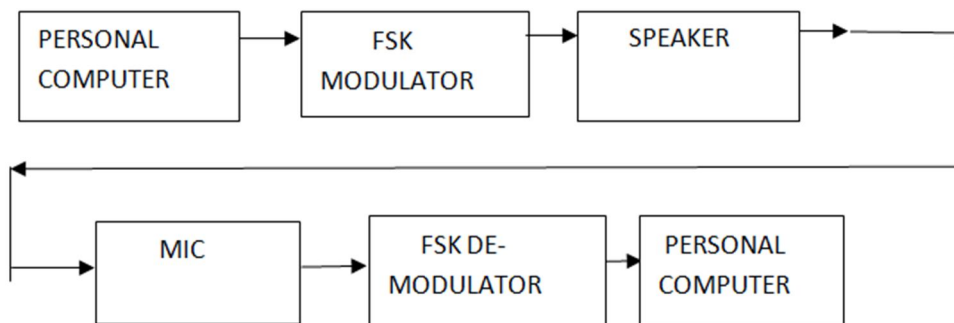 PERSONAL
COMPUTER
FSK
MODULATOR
SPEAKER
MIC
FSK DE-
MODULATOR
PERSONAL
COMPUTER